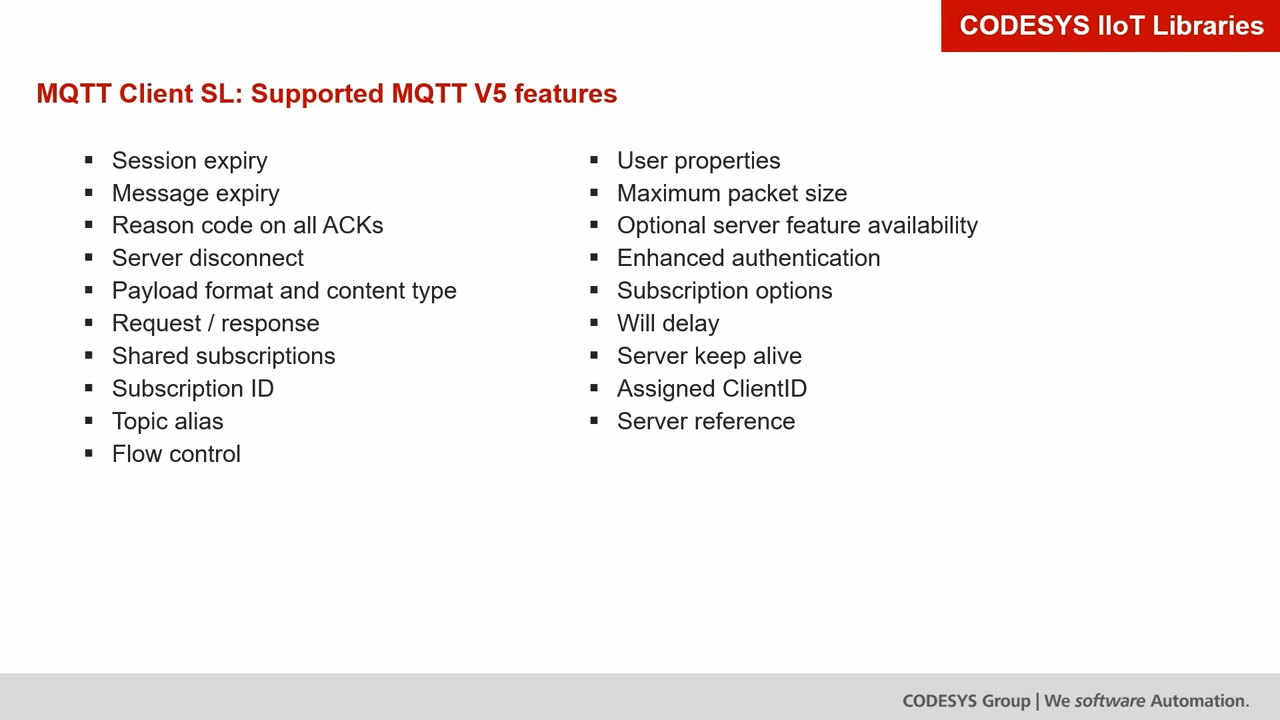 CODESYS IIoT Libraries
MQTT Client SL: Supported MQTT V5 features
▪ Session expiry
▪ Message expiry
▪ Reason code on all ACKs
▪ Server disconnect
▪ Payload format and content type
▪ Request / response
▪ Shared subscriptions
▪ Subscription ID
▪ Topic alias
▪ Flow control
▪ User properties
▪ Maximum packet size
▪ Optional server feature availability
▪ Enhanced authentication
▪ Subscription options
▪ Will delay
▪ Server keep alive
▪ Assigned ClientID
▪ Server reference
CODESYS Group | We software Automation.